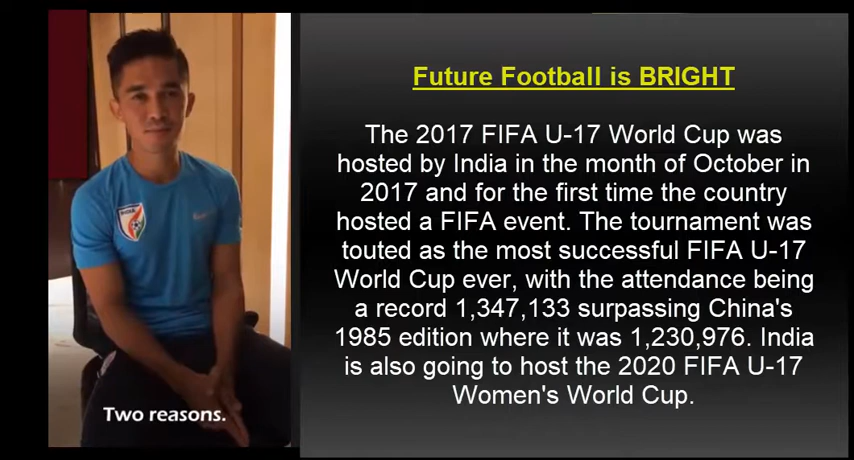 Future Football is BRIGHT
The 2017 FIFA U-17 World Cup was
hosted by India in the month of October in
2017 and for the first time the country
hosted a FIFA event. The tournament was
touted as the most successful FIFA U-17
World Cup ever, with the attendance being
a record 1,347,133 surpassing China's
1985 edition where it was 1,230,976. India
is also going to host the 2020 FIFA U-17
Women's World Cup.
INDIA
Two reasons.